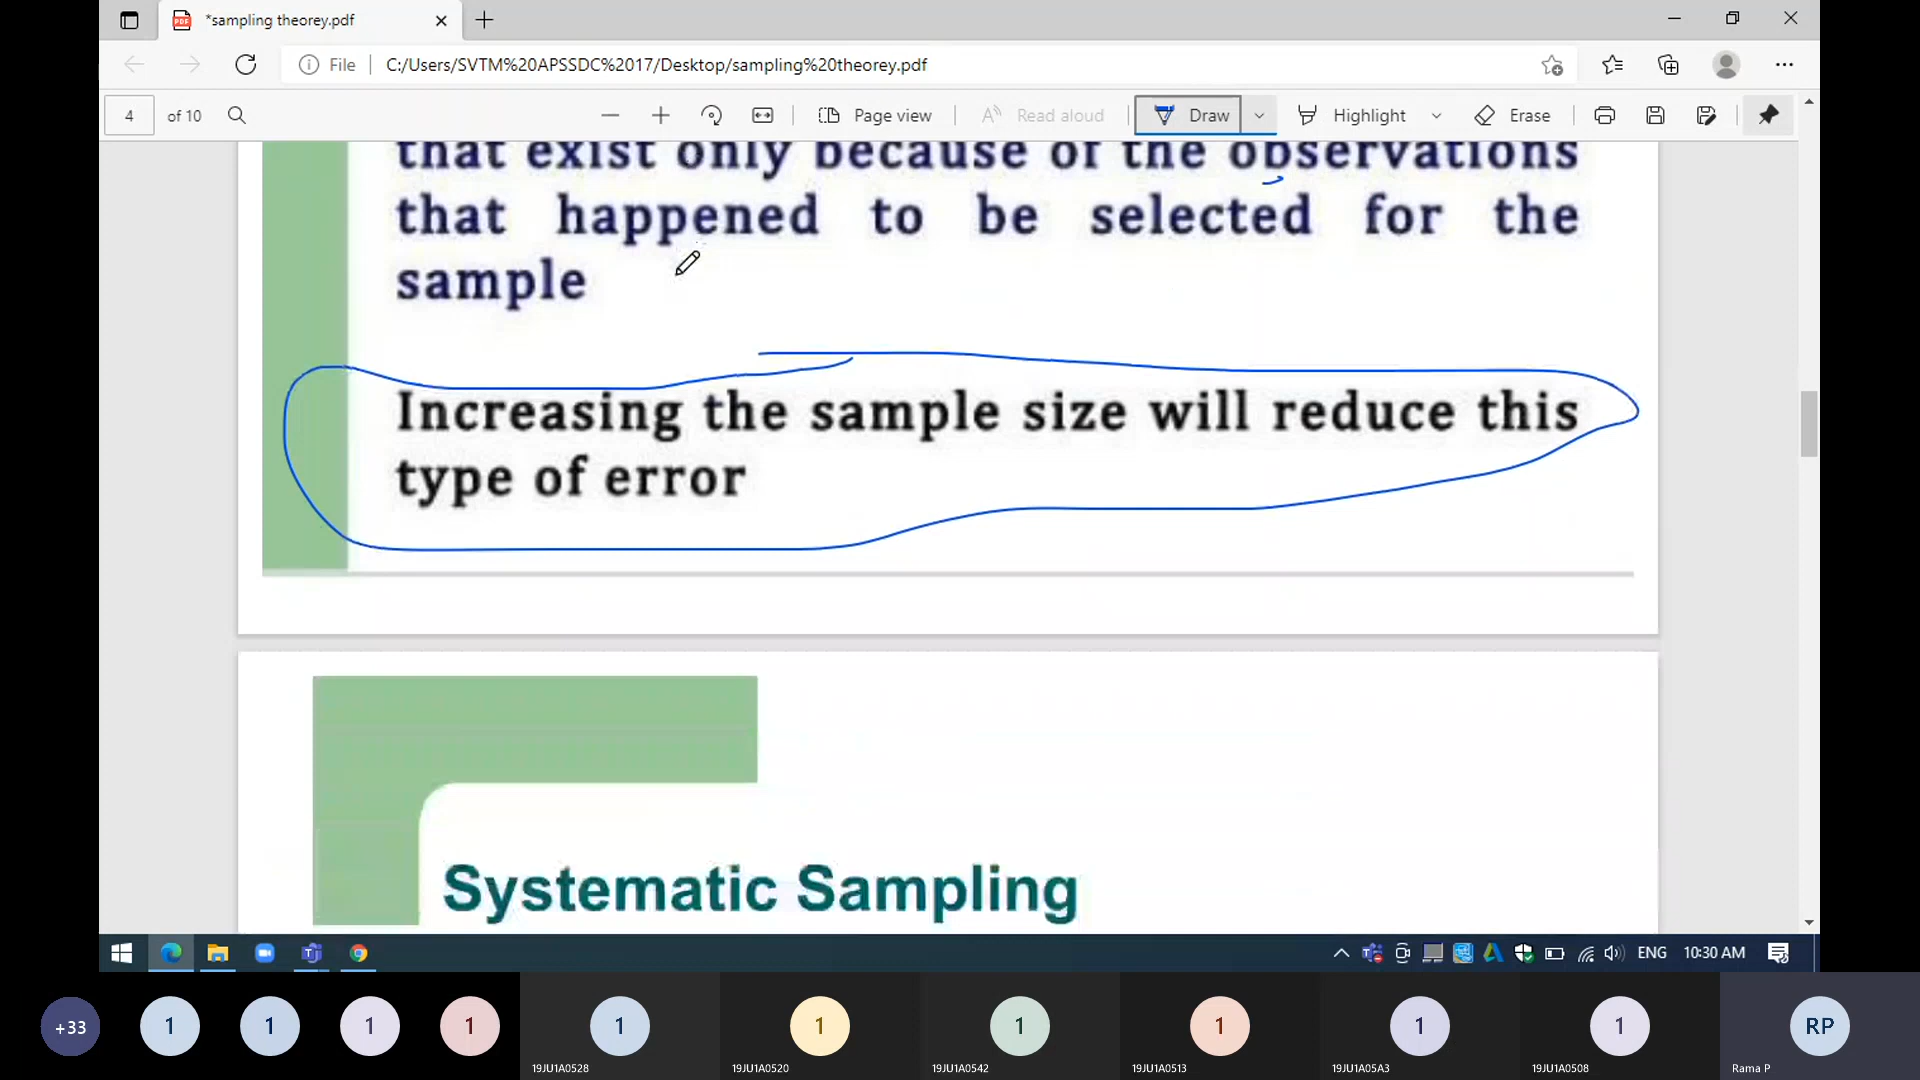 *sampling theorey.pdf
File
C:/Users/SVTM%20APSSDC%2017/Desktop/sampling%20theorey.pdf
4 of 10
Page view
Read aloud
Draw
Highlight
Erase
that exist only because of the observations
that happened to be selected for the
sample
Increasing the sample size will reduce this
type of error
Systematic Sampling
ENG
10:30 AM
+33
1
1
1
1
1
1
1
1
1
1
RP
19JU1A0528
19JU1A0520
19JU1A0542
19JU1A0513
19JU1A05A3
19JU1A0508
Rama P